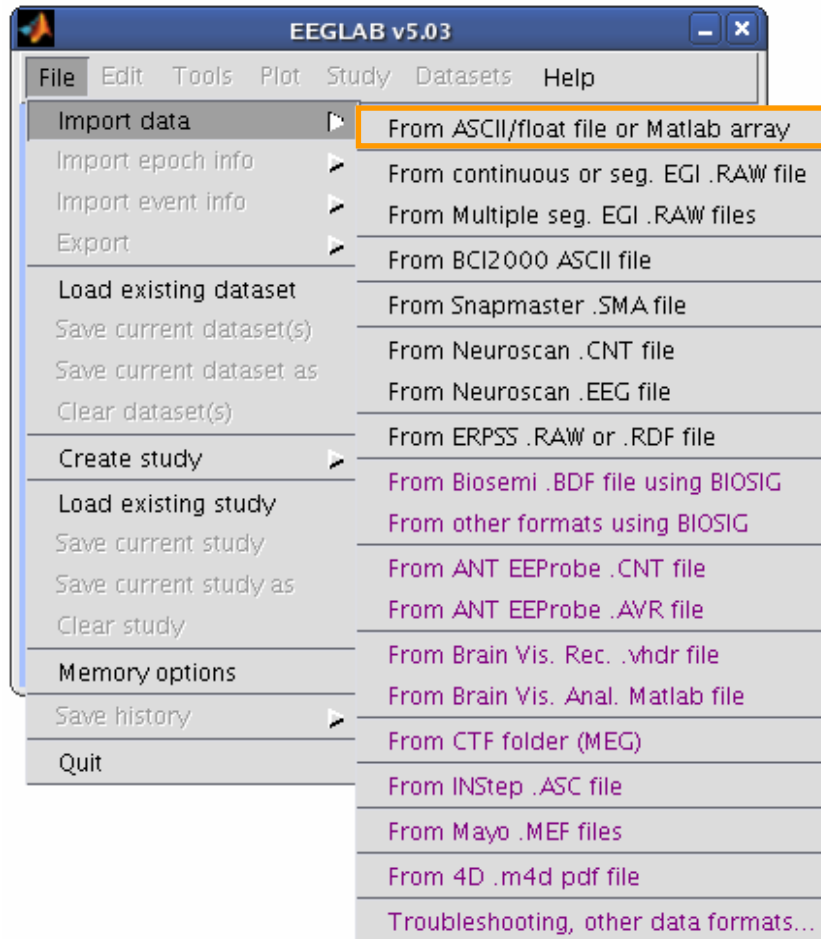 EEGLAB v5.03
File Edit Tools Plot Study Datasets Help
Import data
Import epoch info
Import event info
Export
Load existing dataset
Save current dataset(s)
Save current dataset as
Clear dataset(s)
Create study
Load existing study
Save current study
Save current study as
Clear study
Memory options
Save history
Quit
From ASCII/float file or Matlab array
From continuous or seg. EGI .RAW file
From Multiple seg. EGI .RAW files
From BCI2000 ASCII file
From Snapmaster .SMA file
From Neuroscan .CNT file
From Neuroscan .EEG file
From ERPSS .RAW or .RDF file
From Biosemi .BDF file using BIOSIG
From other formats using BIOSIG
From ANT EEProbe .CNT file
From ANT EEProbe .AVR file
From Brain Vis. Rec. .vhdr file
From Brain Vis. Anal. Matlab file
From CTF folder (MEG)
From INStep .ASC file
From Mayo .MEF files
From 4D .m4d pdf file
Troubleshooting, other data formats...